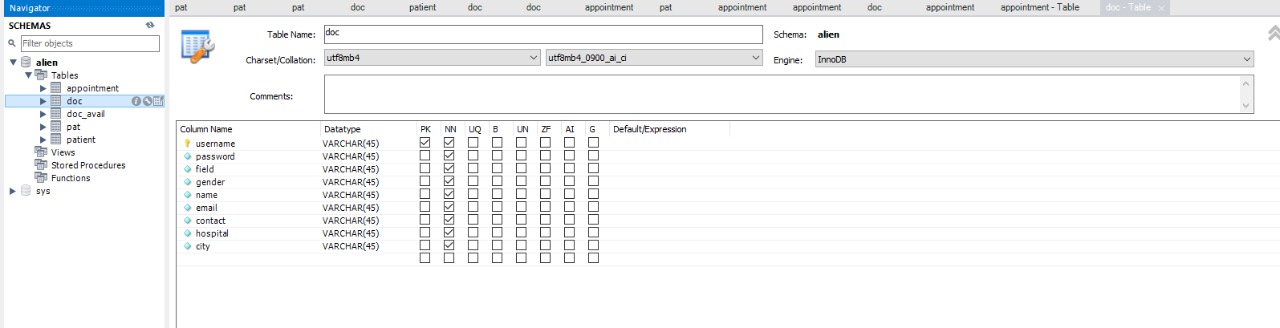 Navigator
pat pat pat doc patient doc doc appointment pat appointment appointment doc appointment appointment - Table doc - Table
SCHEMAS
Filter objects
alien
Tables
appointment
doc
doc_avail
pat
patient
Views
Stored Procedures
Functions
sys
Table Name: doc Schema: alien
Charset/Collation: utf8mb4 utf8mb4_0900_ai_ci Engine: InnoDB
Comments:
Column Name Datatype PK NN UQ B UN ZF AI G Default/Expression
username VARCHAR(45)
password VARCHAR(45)
field VARCHAR(45)
gender VARCHAR(45)
name VARCHAR(45)
email VARCHAR(45)
contact VARCHAR(45)
hospital VARCHAR(45)
city VARCHAR(45)